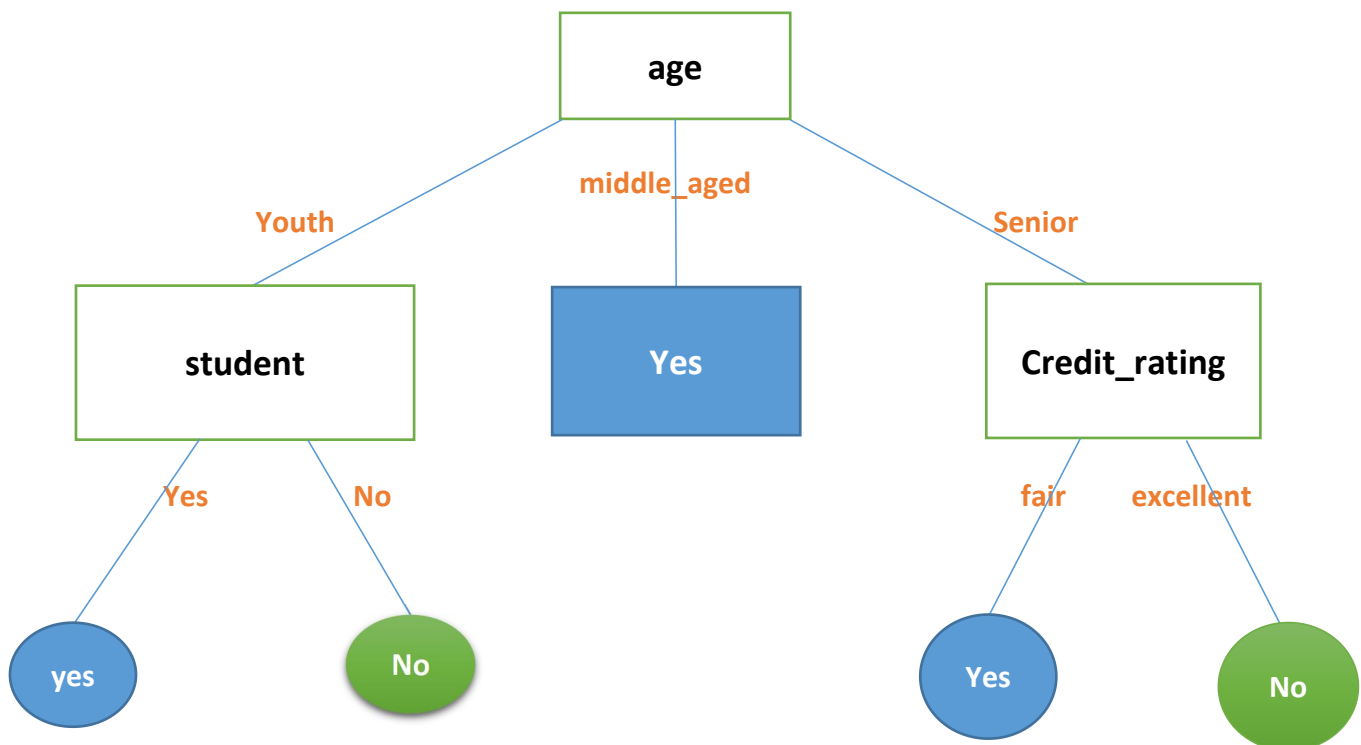 age
middle_aged
Youth
Senior
student
Yes
Credit_rating
Yes
No
fair
excellent
yes
No
Yes
No